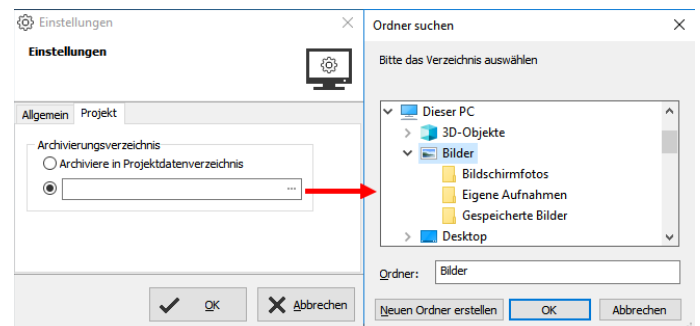 Einstellungen
Einstellungen
Allgemein Projekt
Archivierungsverzeichnis
Archiviere in Projektdatenverzeichnis
...
OK Abbrechen
Ordner suchen
Bitte das Verzeichnis auswählen
Dieser PC
3D-Objekte
Bilder
Bildschirmfotos
Eigene Aufnahmen
Gespeicherte Bilder
Desktop
Ordner: Bilder
Neuen Ordner erstellen OK Abbrechen